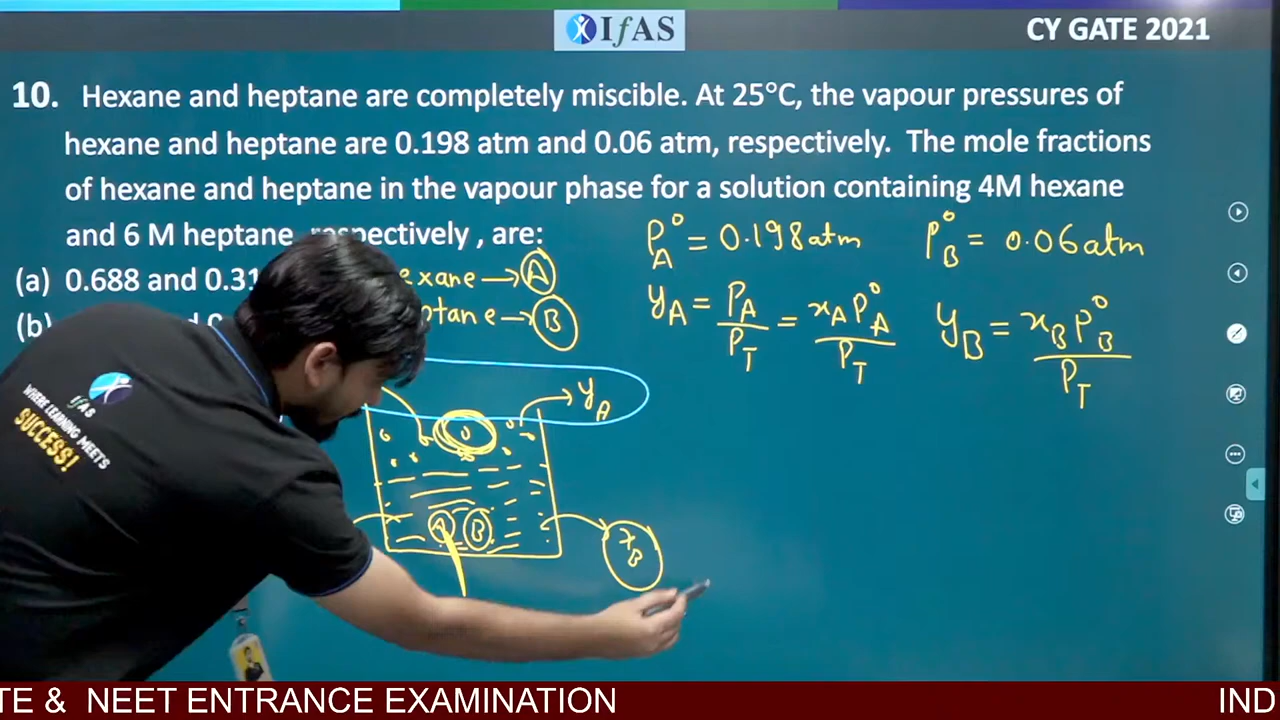 IfAS
CY GATE 2021
10. Hexane and heptane are completely miscible. At 25°C, the vapour pressures of
hexane and heptane are 0.198 atm and 0.06 atm, respectively. The mole fractions
of hexane and heptane in the vapour phase for a solution containing 4M hexane
and 6 M heptane, respectively , are:
(a) 0.688 and 0.31
(b)
exane → A
ptane → B
P°A = 0.198 atm P°B = 0.06 atm
yA = PA/PT = xAP°A/PT yB = xBP°B/PT
yA
A B
xB
IfAS
WHERE LEARNING MEETS
SUCCESS!
TE & NEET ENTRANCE EXAMINATION IND